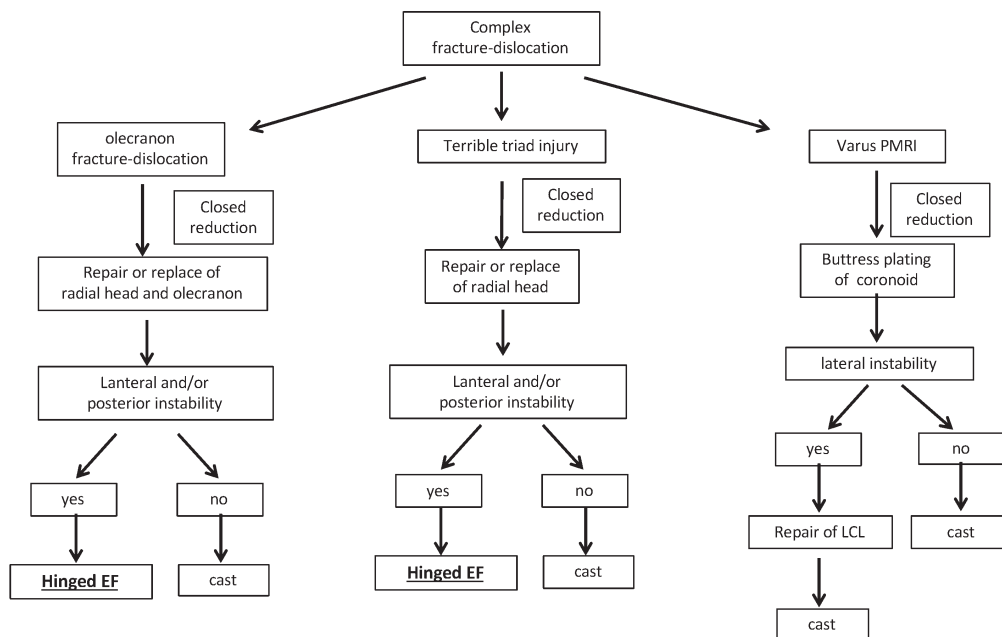 Complex
fracture-dislocation
olecranon
fracture-dislocation
Terrible triad injury
Varus PMRI
Closed
reduction
Closed
reduction
Closed
reduction
Repair or replace of
radial head and olecranon
Repair or replace
of radial head
Buttress plating
of coronoid
Lanteral and/or
posterior instability
Lanteral and/or
posterior instability
lateral instability
yes
no
yes
no
yes
no
Hinged EF
cast
Hinged EF
cast
Repair of LCL
cast
cast